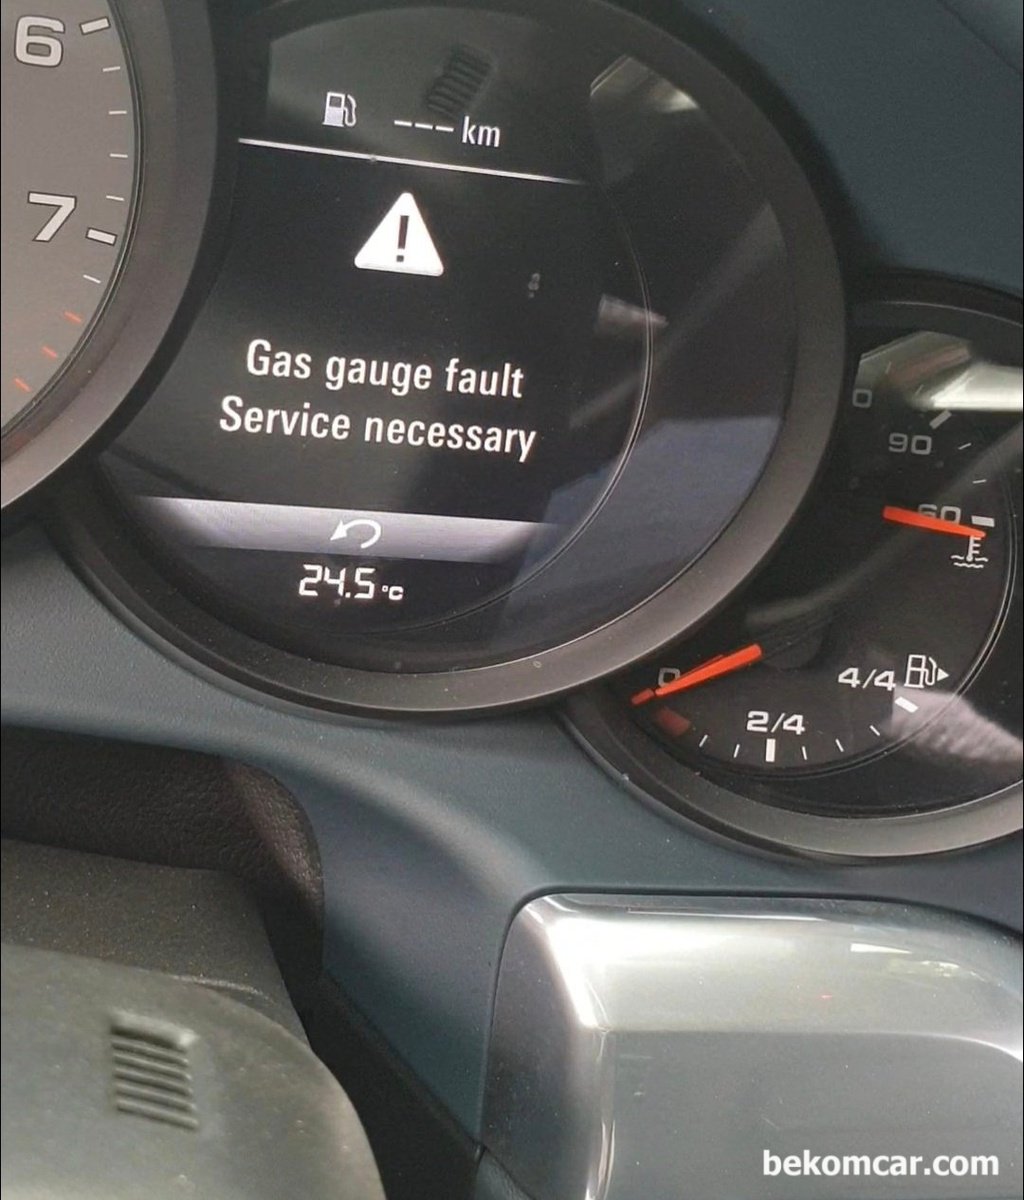 6
7
--- km
Gas gauge fault
Service necessary
24.5 °C
0
90
60
0
2/4
4/4
bekomcar.com